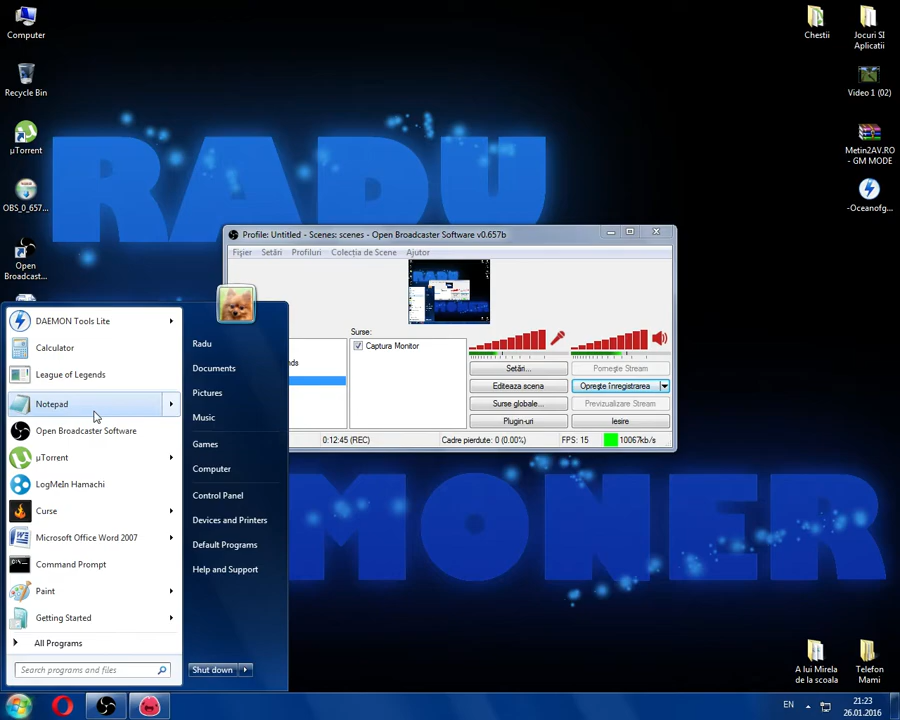 Computer
Recycle Bin
µTorrent
OBS_0_657...
Open
Broadcast...
Chestii
Jocuri SI
Aplicatii
Video 1 (02)
Metin2AV.RO
- GM MODE
-Oceanofg...
RADU
MONER
Profile: Untitled - Scenes: scenes - Open Broadcaster Software v0.657b
Fișier
Setări
Profiluri
Colecția de Scene
Ajutor
Surse:
Captura Monitor
Setări...
Pornește Stream
Editeaza scena
Oprește înregistrarea
Surse globale...
Previzualizare Stream
Plugin-uri
Iesire
0:12:45 (REC)
Cadre pierdute: 0 (0.00%)
FPS: 15
10067kb/s
DAEMON Tools Lite
Calculator
League of Legends
Notepad
Open Broadcaster Software
µTorrent
LogMeIn Hamachi
Curse
Microsoft Office Word 2007
Command Prompt
Paint
Getting Started
All Programs
Search programs and files
Radu
Documents
Pictures
Music
Games
Computer
Control Panel
Devices and Printers
Default Programs
Help and Support
Shut down
A lui Mirela
de la scoala
Telefon
Mami
EN
21:23
26.01.2016